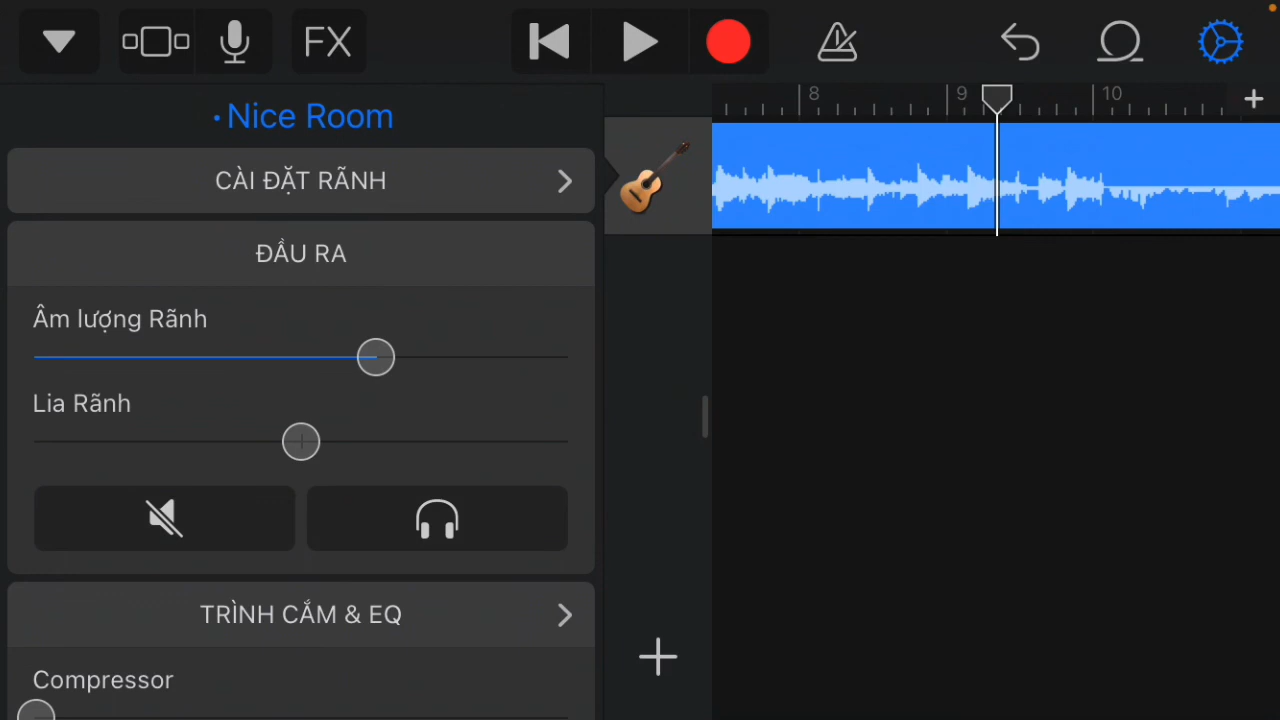 FX
• Nice Room
8 9 10
CÀI ĐẶT RÃNH
ĐẦU RA
Âm lượng Rãnh
Lia Rãnh
TRÌNH CẮM & EQ
Compressor